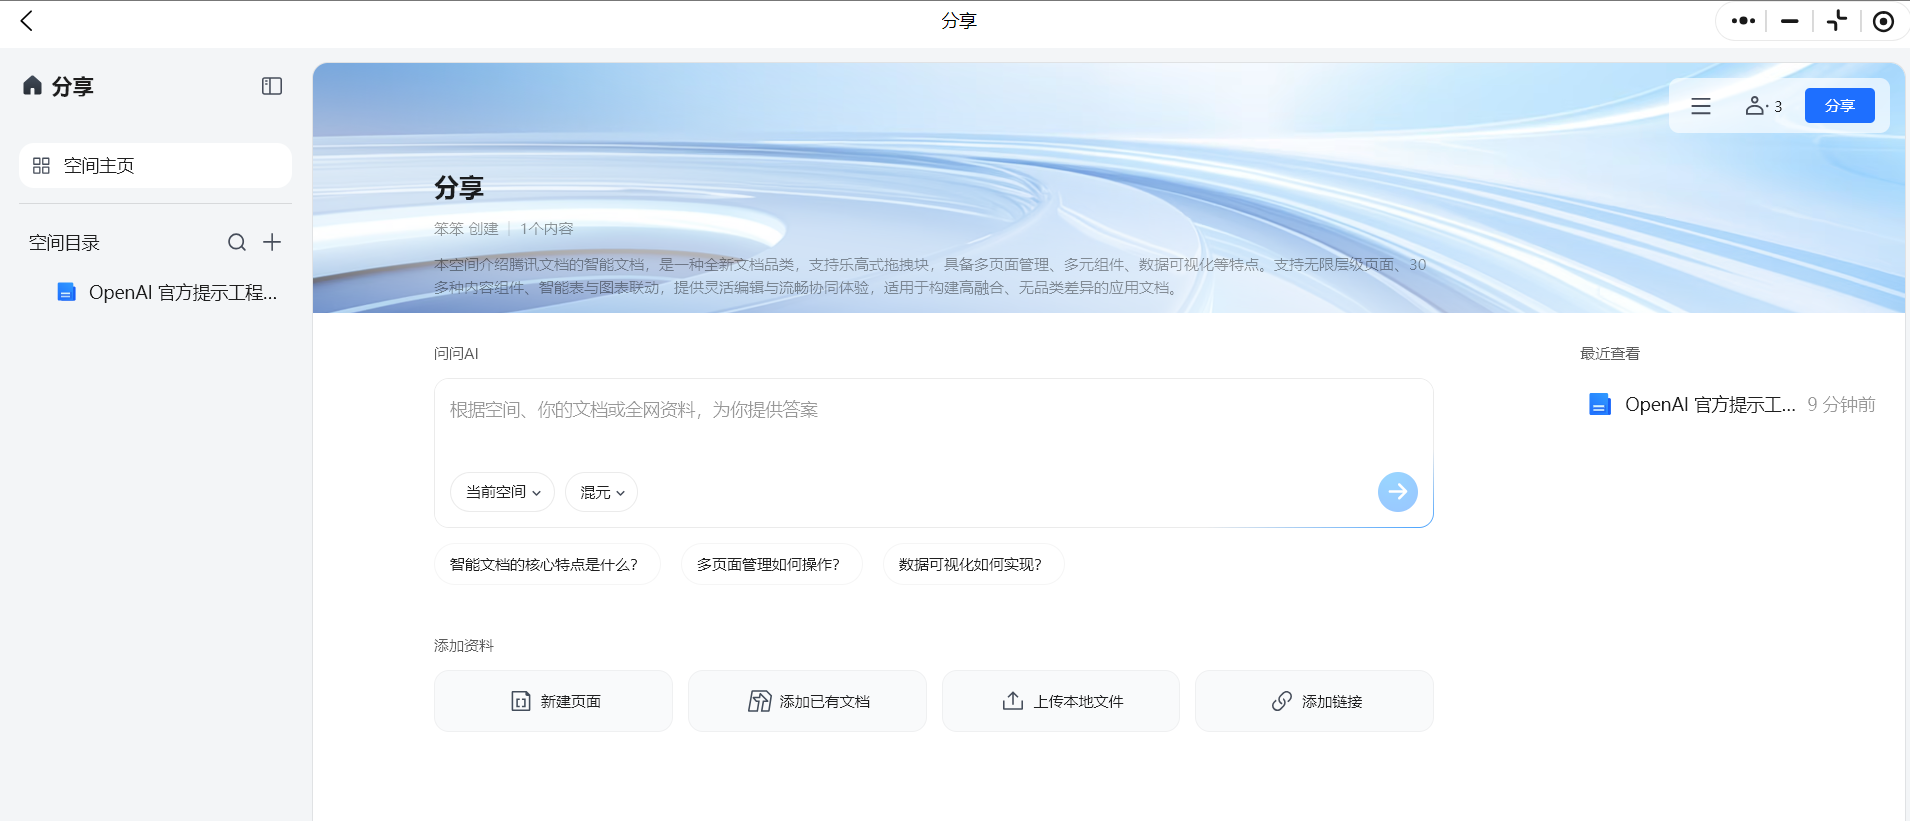 分享
分享
空间主页
空间目录
OpenAI 官方提示工程...
3
分享
分享
笨笨 创建 | 1个内容
本空间介绍腾讯文档的智能文档，是一种全新文档品类，支持乐高式拖拽块，具备多页面管理、多元组件、数据可视化等特点。支持无限层级页面、30
多种内容组件、智能表与图表联动，提供灵活编辑与流畅协同体验，适用于构建高融合、无品类差异的应用文档。
问问AI
根据空间、你的文档或全网资料，为你提供答案
当前空间
混元
智能文档的核心特点是什么？
多页面管理如何操作？
数据可视化如何实现？
最近查看
OpenAI 官方提示工... 9 分钟前
添加资料
新建页面
添加已有文档
上传本地文件
添加链接